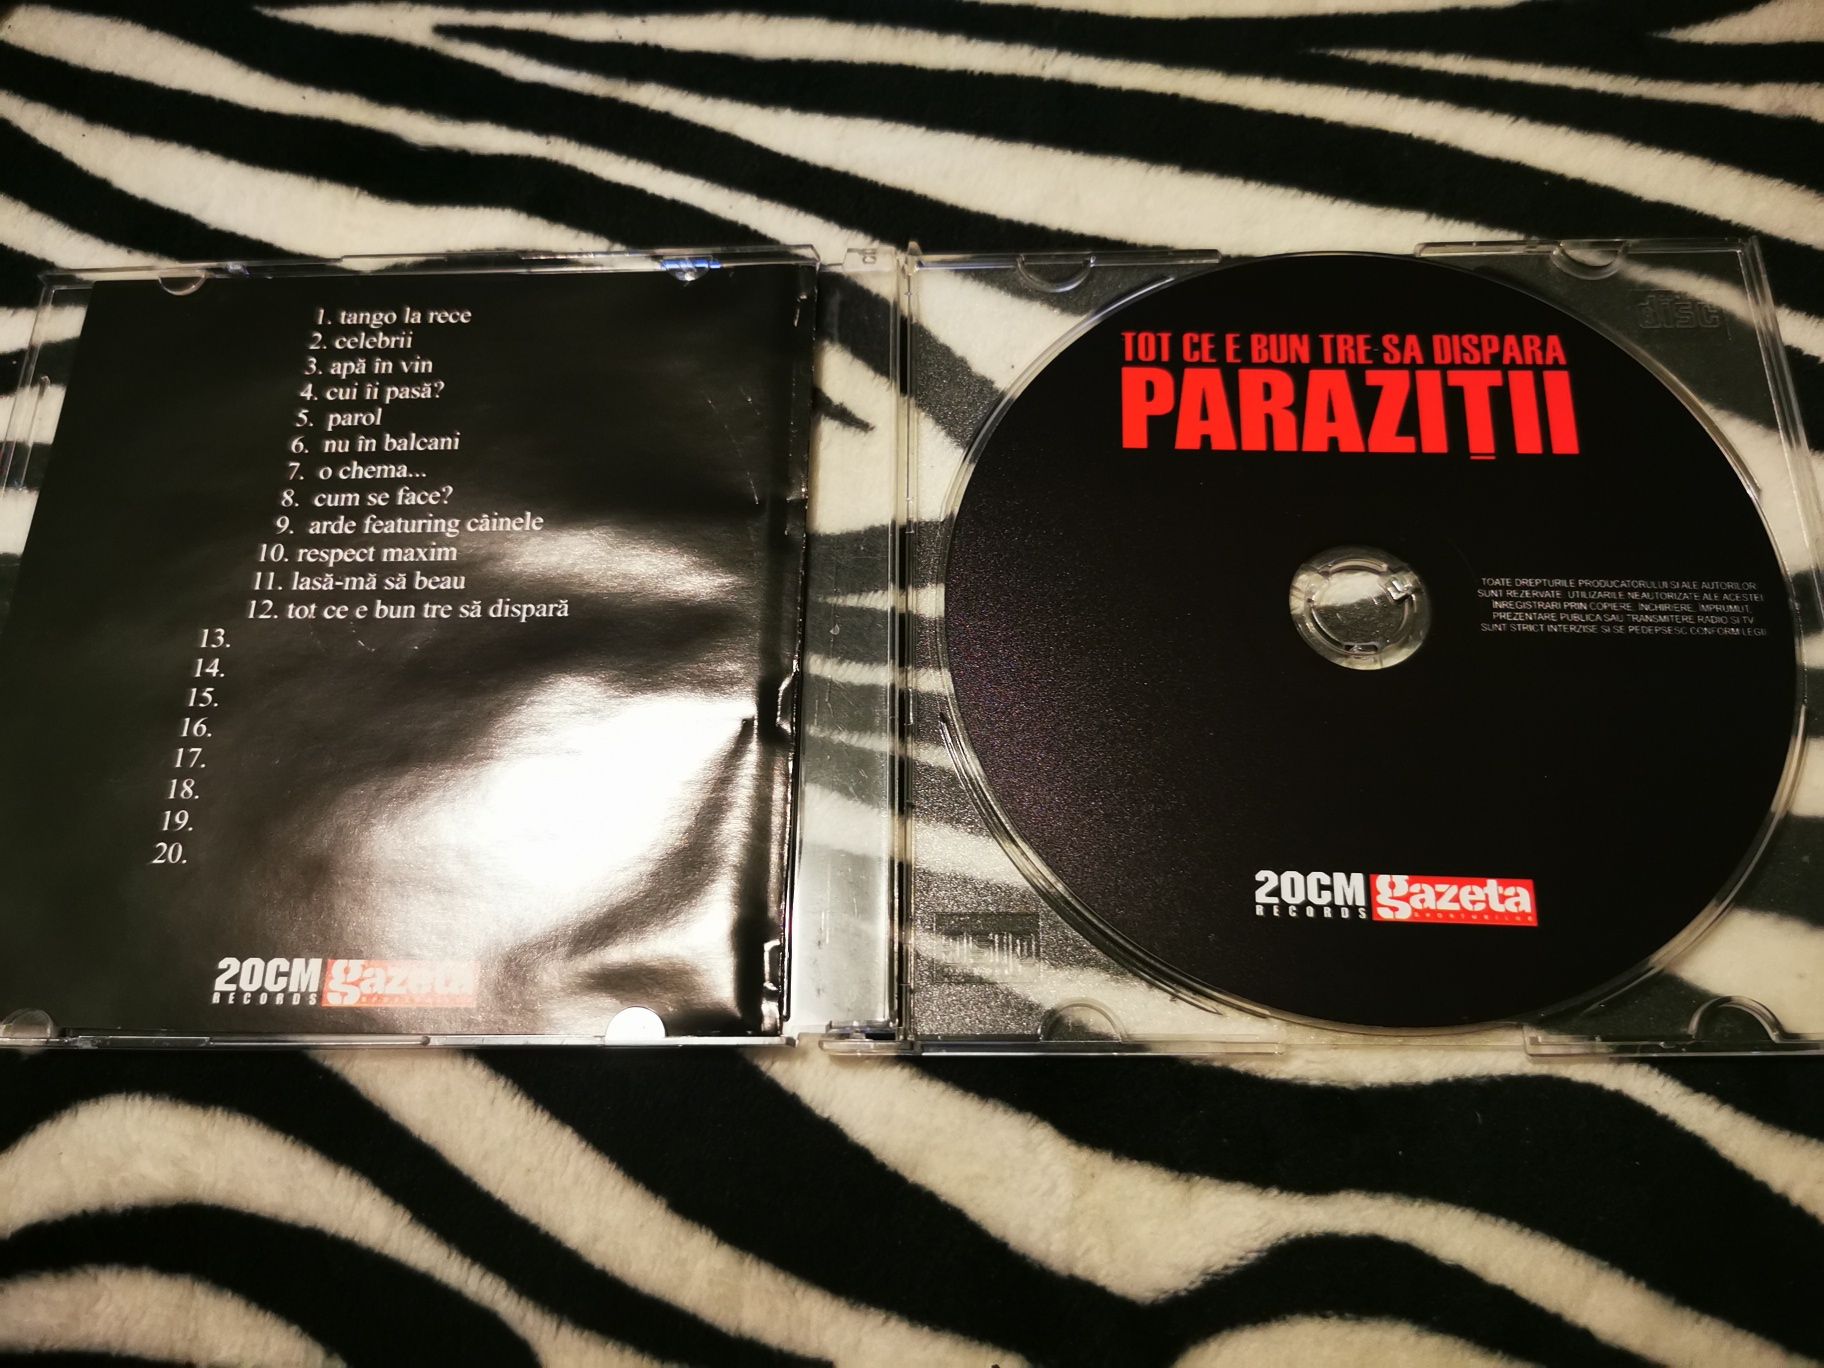 1. tango la rece
2. celebrii
3. apă în vin
4. cui îi pasă?
5. parol
6. nu în balcani
7. o chema...
8. cum se face?
9. arde featuring câinele
10. respect maxim
11. lasă-mă să beau
12. tot ce e bun tre să dispară
13.
14.
15.
16.
17.
18.
19.
20.
20CM gazeta
RECORDS
TOT CE E BUN TRE SA DISPARA
PARAZIȚII
TOATE DREPTURILE PRODUCATORULUI SI ALE AUTORILOR
SUNT REZERVATE. UTILIZARILE NEAUTORIZATE ALE ACESTEI
ÎNREGISTRARI PRIN COPIERE, INCHIRIERE, ÎMPRUMUT,
PREZENTARE PUBLICA SAU TRANSMITERE RADIO SI TV
SUNT STRICT INTERZISE SI SE PEDEPSESC CONFORM LEGII
20CM gazeta
RECORDS SPORTURILOR
disc